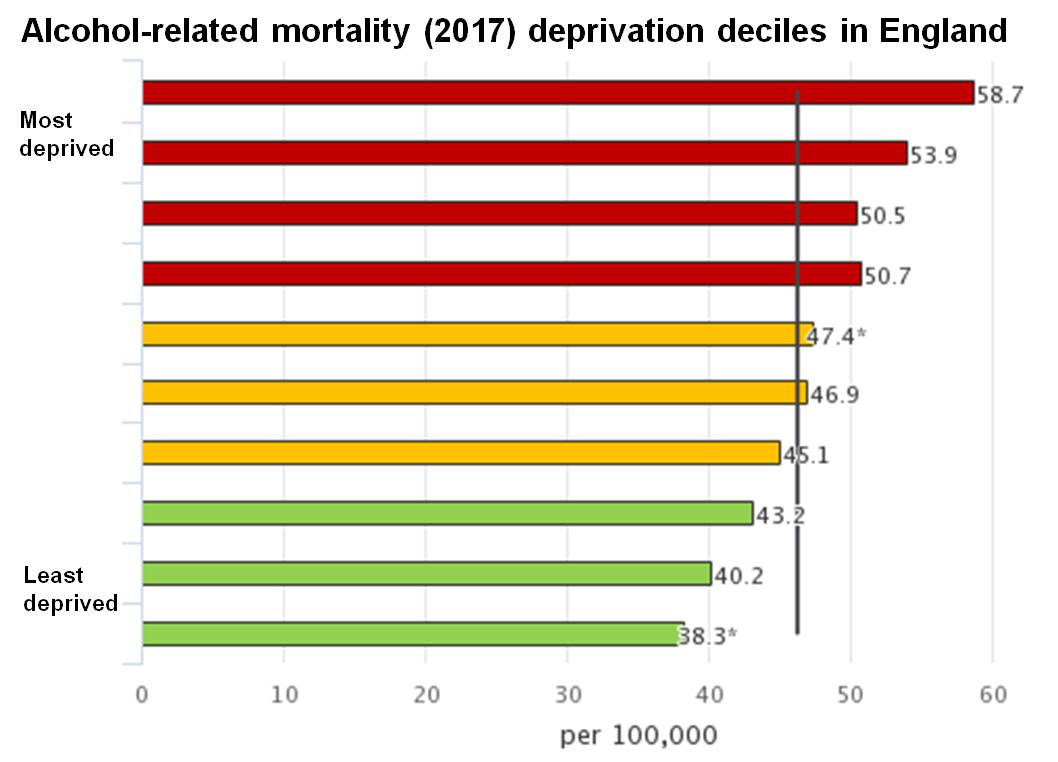 Alcohol-related mortality (2017) deprivation deciles in England
58.7
Most
deprived
53.9
50.5
50.7
47.4*
46.9
45.1
43.2
Least
deprived
40.2
38.3*
0 10 20 30 40 50 60
per 100,000